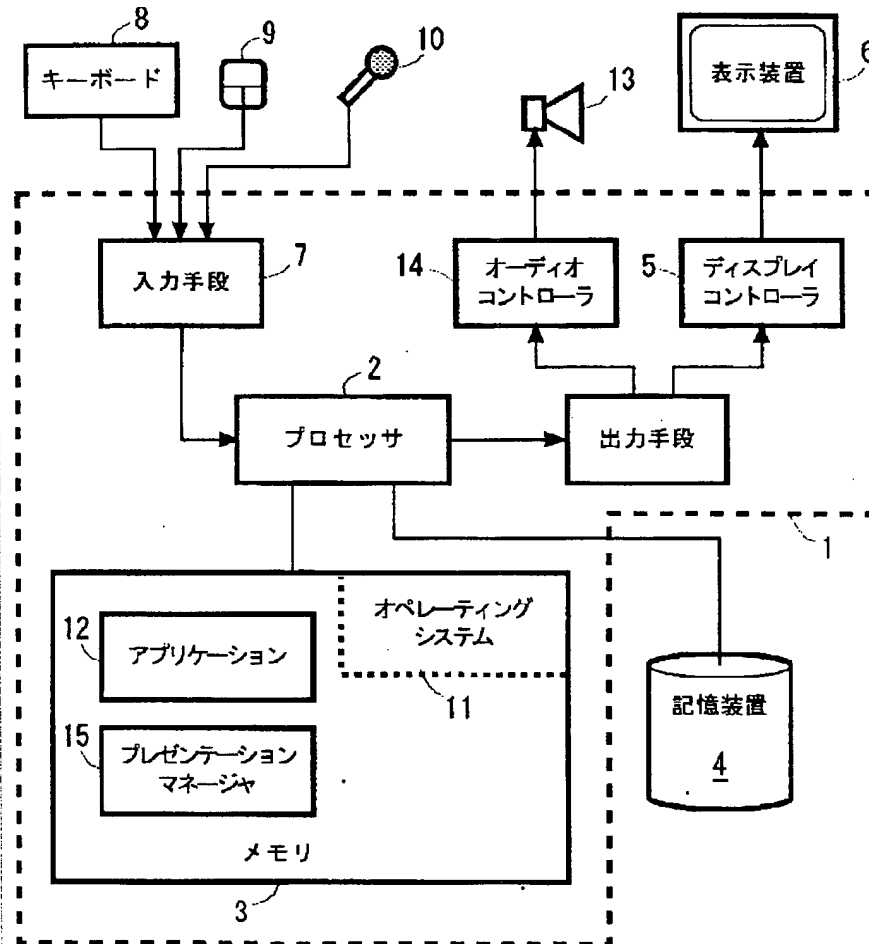 8
キーボード
9
10
13
表示装置
6
入力手段
7
14
オーディオ
コントローラ
5
ディスプレイ
コントローラ
2
プロセッサ
出力手段
1
オペレーティング
システム
11
12
アプリケーション
15
プレゼンテーション
マネージャ
メモリ
3
記憶装置
4